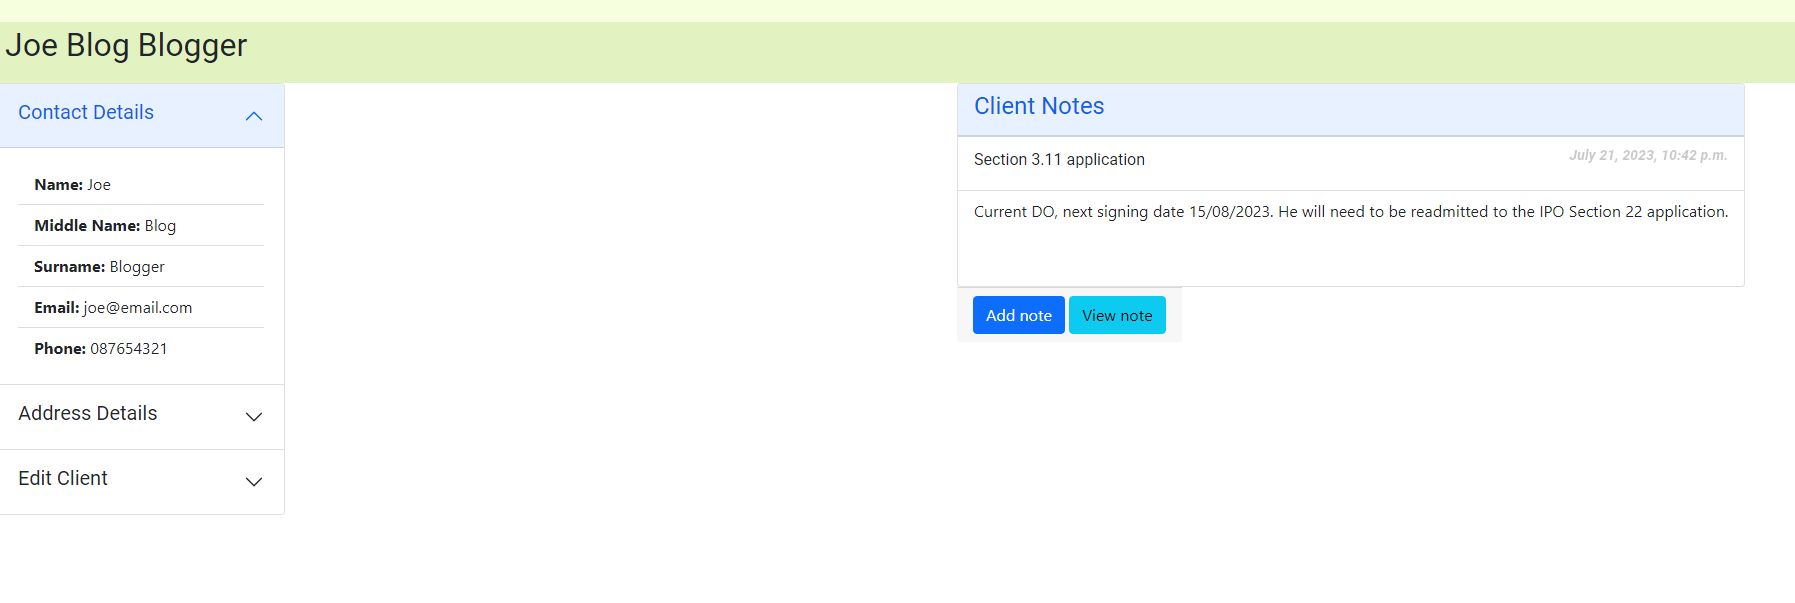 Joe Blog Blogger
Contact Details
Name: Joe
Middle Name: Blog
Surname: Blogger
Email: joe@email.com
Phone: 087654321
Address Details
Edit Client
Client Notes
Section 3.11 application
July 21, 2023, 10:42 p.m.
Current DO, next signing date 15/08/2023. He will need to be readmitted to the IPO Section 22 application.
Add note
View note